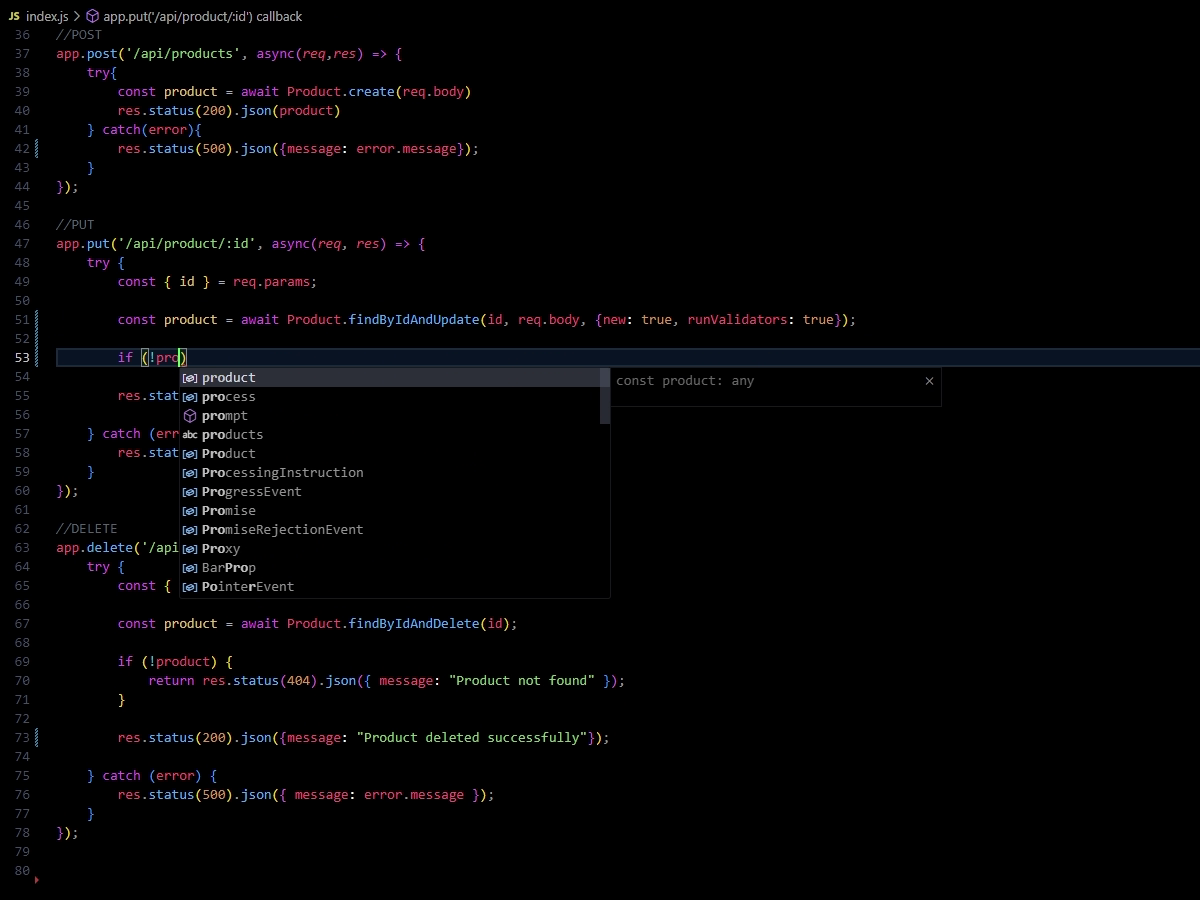 JS index.js > app.put('/api/product/:id') callback
36 //POST
37 app.post('/api/products', async(req,res) => {
38 try{
39 const product = await Product.create(req.body)
40 res.status(200).json(product)
41 } catch(error){
42 res.status(500).json({message: error.message});
43 }
44 });
45
46 //PUT
47 app.put('/api/product/:id', async(req, res) => {
48 try {
49 const { id } = req.params;
50
51 const product = await Product.findByIdAndUpdate(id, req.body, {new: true, runValidators: true});
52
53 if (!pro)
54 product const product: any ×
55 res.stat process
56 prompt
57 } catch (err abc products
58 res.stat Product
59 } ProcessingInstruction
60 }); ProgressEvent
61 Promise
62 //DELETE PromiseRejectionEvent
63 app.delete('/api Proxy
64 try { BarProp
65 const { PointerEvent
66
67 const product = await Product.findByIdAndDelete(id);
68
69 if (!product) {
70 return res.status(404).json({ message: "Product not found" });
71 }
72
73 res.status(200).json({message: "Product deleted successfully"});
74
75 } catch (error) {
76 res.status(500).json({ message: error.message });
77 }
78 });
79
80